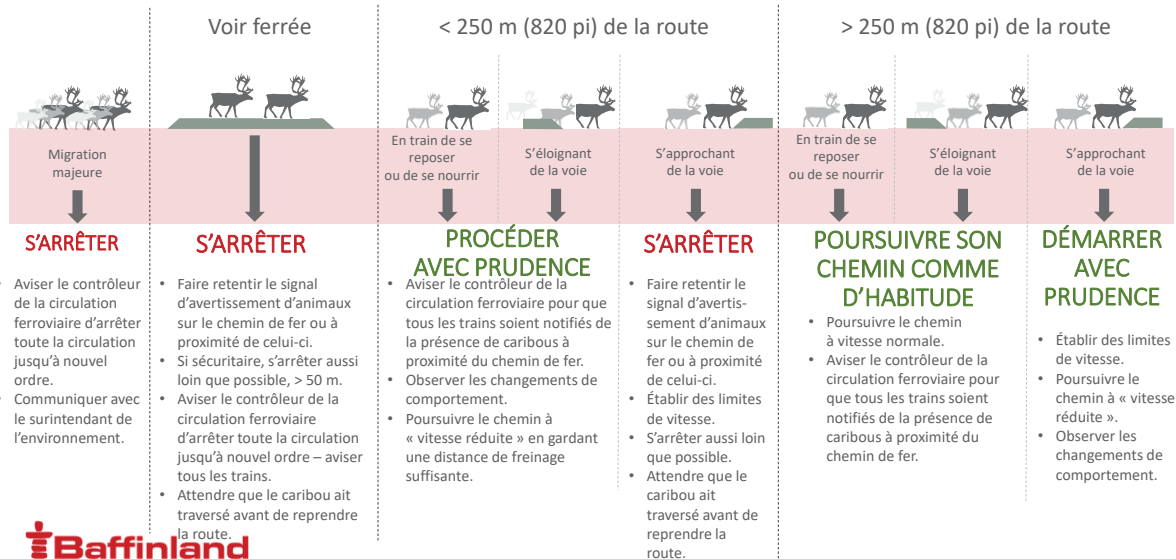 Voir ferrée
< 250 m (820 pi) de la route
> 250 m (820 pi) de la route
Migration
majeure
En train de se
reposer
ou de se nourrir
S'éloignant
de la voie
S'approchant
de la voie
En train de se
reposer
ou de se nourrir
S'éloignant
de la voie
S'approchant
de la voie
S'ARRÊTER
• Aviser le contrôleur
de la circulation
ferroviaire d'arrêter
toute la circulation
jusqu'à nouvel
ordre.
• Communiquer avec
le surintendant de
l'environnement.
S'ARRÊTER
• Faire retentir le signal
d'avertissement d'animaux
sur le chemin de fer ou à
proximité de celui-ci.
• Si sécuritaire, s'arrêter aussi
loin que possible, > 50 m.
• Aviser le contrôleur de la
circulation ferroviaire
d'arrêter toute la circulation
jusqu'à nouvel ordre – aviser
tous les trains.
• Attendre que le caribou ait
traversé avant de reprendre
la route.
PROCÉDER
AVEC PRUDENCE
• Aviser le contrôleur de la
circulation ferroviaire pour que
tous les trains soient notifiés de
la présence de caribous à
proximité du chemin de fer.
• Observer les changements de
comportement.
• Poursuivre le chemin à
« vitesse réduite » en gardant
une distance de freinage
suffisante.
S'ARRÊTER
• Faire retentir le
signal d'avertis-
sement d'animaux
sur le chemin de
fer ou à proximité
de celui-ci.
• Établir des limites
de vitesse.
• S'arrêter aussi loin
que possible.
• Attendre que le
caribou ait
traversé avant de
reprendre la
route.
POURSUIVRE SON
CHEMIN COMME
D'HABITUDE
• Poursuivre le chemin
à vitesse normale.
• Aviser le contrôleur de la
circulation ferroviaire pour
que tous les trains soient
notifiés de la présence de
caribous à proximité du
chemin de fer.
DÉMARRER
AVEC
PRUDENCE
• Établir des limites
de vitesse.
• Poursuivre le
chemin à « vitesse
réduite ».
• Observer les
changements de
comportement.
Baffinland